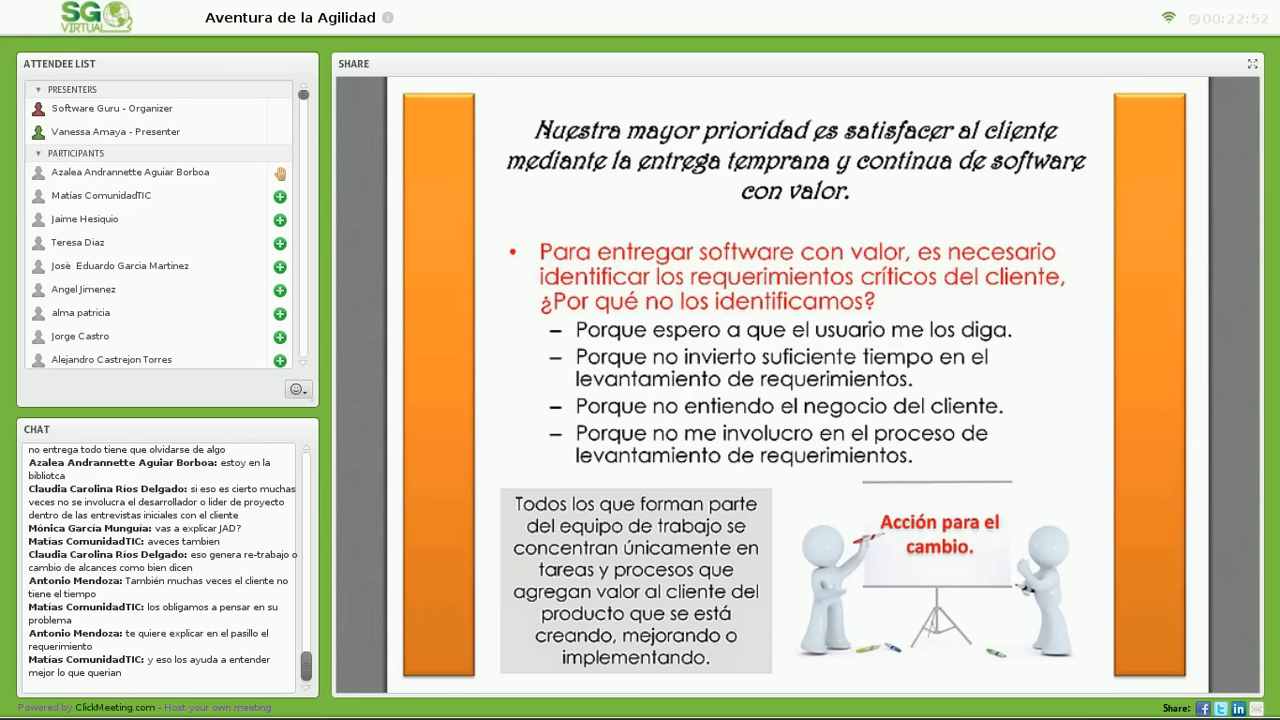 SG
VIRTUAL
Aventura de la Agilidad
00:22:52
ATTENDEE LIST
PRESENTERS
Software Guru - Organizer
Vanessa Amaya - Presenter
PARTICIPANTS
Azalea Andrannette Aguiar Borboa
Matías ComunidadTIC
Jaime Hesiquio
Teresa Diaz
Josè Eduardo Garcia Martinez
Angel Jimenez
alma patricia
Jorge Castro
Alejandro Castrejon Torres
CHAT
no entrega todo tiene que olvidarse de algo
Azalea Andrannette Aguiar Borboa: estoy en la
bibliotca
Claudia Carolina Ríos Delgado: si eso es cierto muchas
veces no se involucra el desarrollador o lider de proyecto
dentro de las entrevistas iniciales con el cliente
Mónica García Munguía: vas a explicar JAD?
Matías ComunidadTIC: aveces tambien
Claudia Carolina Ríos Delgado: eso genera re-trabajo o
cambio de alcances como bien dicen
Antonio Mendoza: También muchas veces el cliente no
tiene el tiempo
Matías ComunidadTIC: los obligamos a pensar en su
problema
Antonio Mendoza: te quiere explicar en el pasillo el
requerimiento
Matías ComunidadTIC: y eso los ayuda a entender
mejor lo que querian
SHARE
Nuestra mayor prioridad es satisfacer al cliente
mediante la entrega temprana y continua de software
con valor.
• Para entregar software con valor, es necesario
identificar los requerimientos críticos del cliente,
¿Por qué no los identificamos?
– Porque espero a que el usuario me los diga.
– Porque no invierto suficiente tiempo en el
levantamiento de requerimientos.
– Porque no entiendo el negocio del cliente.
– Porque no me involucro en el proceso de
levantamiento de requerimientos.
Todos los que forman parte
del equipo de trabajo se
concentran únicamente en
tareas y procesos que
agregan valor al cliente del
producto que se está
creando, mejorando o
implementando.
Acción para el
cambio.
Powered by ClickMeeting.com - Host your own meeting
Share: